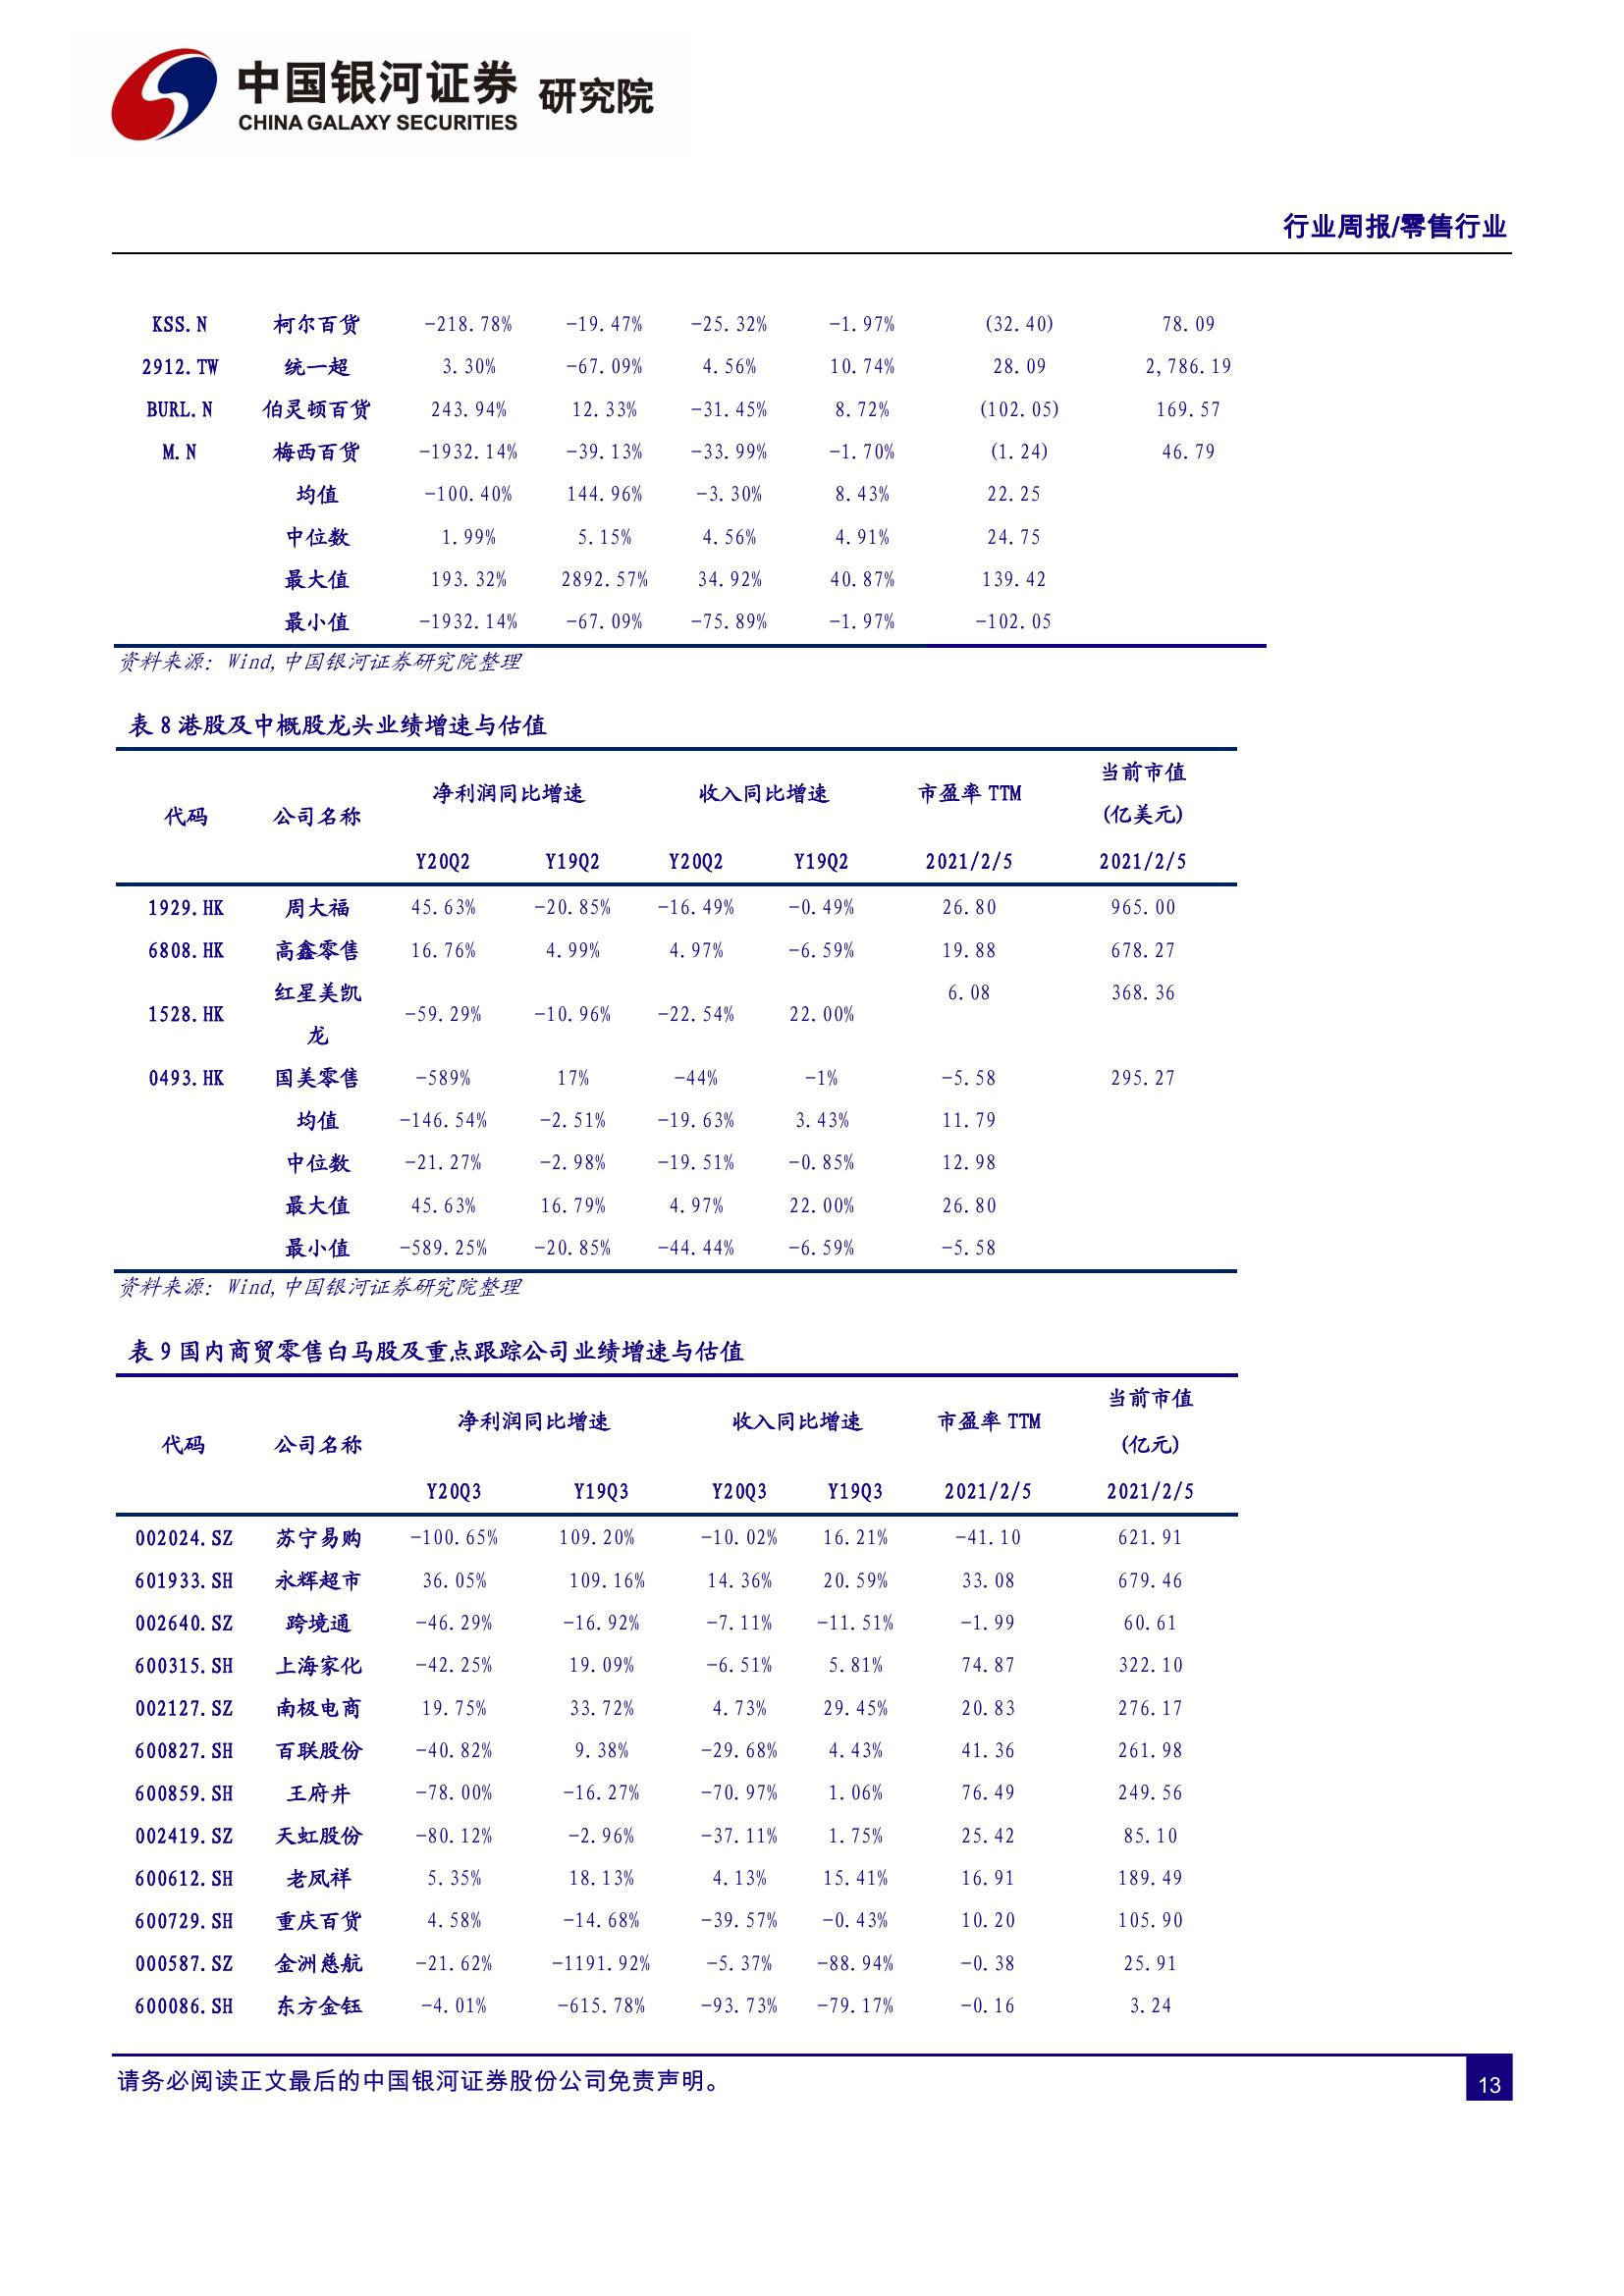 中国银河证券 研究院
CHINA GALAXY SECURITIES
行业周报/零售行业
KSS.N 柯尔百货 -218.78% -19.47% -25.32% -1.97% (32.40) 78.09
2912.TW 统一超 3.30% -67.09% 4.56% 10.74% 28.09 2,786.19
BURL.N 伯灵顿百货 243.94% 12.33% -31.45% 8.72% (102.05) 169.57
M.N 梅西百货 -1932.14% -39.13% -33.99% -1.70% (1.24) 46.79
均值 -100.40% 144.96% -3.30% 8.43% 22.25
中位数 1.99% 5.15% 4.56% 4.91% 24.75
最大值 193.32% 2892.57% 34.92% 40.87% 139.42
最小值 -1932.14% -67.09% -75.89% -1.97% -102.05
资料来源：Wind,中国银河证券研究院整理
表 8 港股及中概股龙头业绩增速与估值
代码 公司名称 净利润同比增速 收入同比增速 市盈率 TTM 当前市值
(亿美元)
Y20Q2 Y19Q2 Y20Q2 Y19Q2 2021/2/5 2021/2/5
1929.HK 周大福 45.63% -20.85% -16.49% -0.49% 26.80 965.00
6808.HK 高鑫零售 16.76% 4.99% 4.97% -6.59% 19.88 678.27
1528.HK 红星美凯 -59.29% -10.96% -22.54% 22.00% 6.08 368.36
龙
0493.HK 国美零售 -589% 17% -44% -1% -5.58 295.27
均值 -146.54% -2.51% -19.63% 3.43% 11.79
中位数 -21.27% -2.98% -19.51% -0.85% 12.98
最大值 45.63% 16.79% 4.97% 22.00% 26.80
最小值 -589.25% -20.85% -44.44% -6.59% -5.58
资料来源：Wind,中国银河证券研究院整理
表 9 国内商贸零售白马股及重点跟踪公司业绩增速与估值
代码 公司名称 净利润同比增速 收入同比增速 市盈率 TTM 当前市值
(亿元)
Y20Q3 Y19Q3 Y20Q3 Y19Q3 2021/2/5 2021/2/5
002024.SZ 苏宁易购 -100.65% 109.20% -10.02% 16.21% -41.10 621.91
601933.SH 永辉超市 36.05% 109.16% 14.36% 20.59% 33.08 679.46
002640.SZ 跨境通 -46.29% -16.92% -7.11% -11.51% -1.99 60.61
600315.SH 上海家化 -42.25% 19.09% -6.51% 5.81% 74.87 322.10
002127.SZ 南极电商 19.75% 33.72% 4.73% 29.45% 20.83 276.17
600827.SH 百联股份 -40.82% 9.38% -29.68% 4.43% 41.36 261.98
600859.SH 王府井 -78.00% -16.27% -70.97% 1.06% 76.49 249.56
002419.SZ 天虹股份 -80.12% -2.96% -37.11% 1.75% 25.42 85.10
600612.SH 老凤祥 5.35% 18.13% 4.13% 15.41% 16.91 189.49
600729.SH 重庆百货 4.58% -14.68% -39.57% -0.43% 10.20 105.90
000587.SZ 金洲慈航 -21.62% -1191.92% -5.37% -88.94% -0.38 25.91
600086.SH 东方金钰 -4.01% -615.78% -93.73% -79.17% -0.16 3.24
请务必阅读正文最后的中国银河证券股份公司免责声明。
13